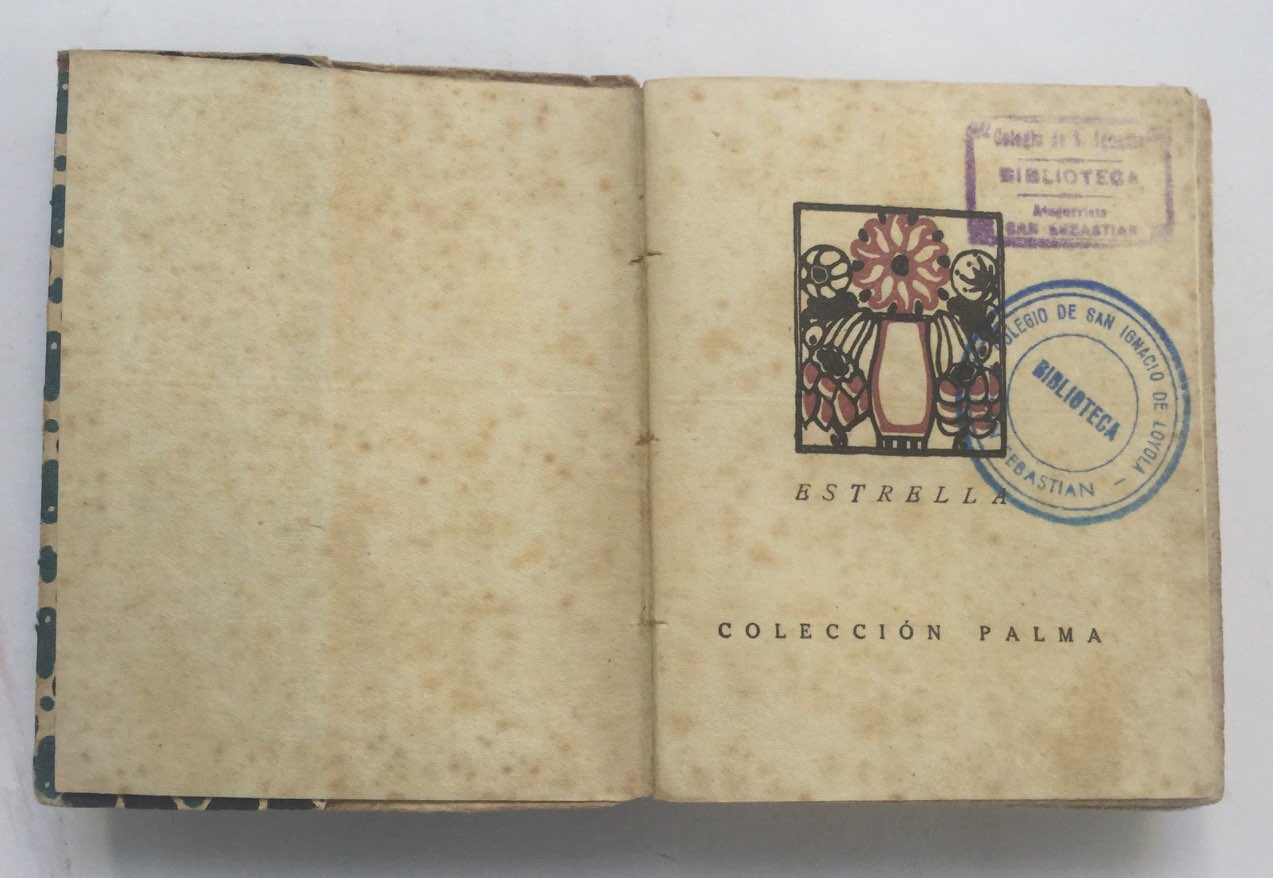 Colegio de S. Ignacio
BIBLIOTECA
SAN SEBASTIAN
COLEGIO DE SAN IGNACIO DE LOYOLA -
SEBASTIAN
BIBLIOTECA
ESTRELLA
COLECCIÓN PALMA